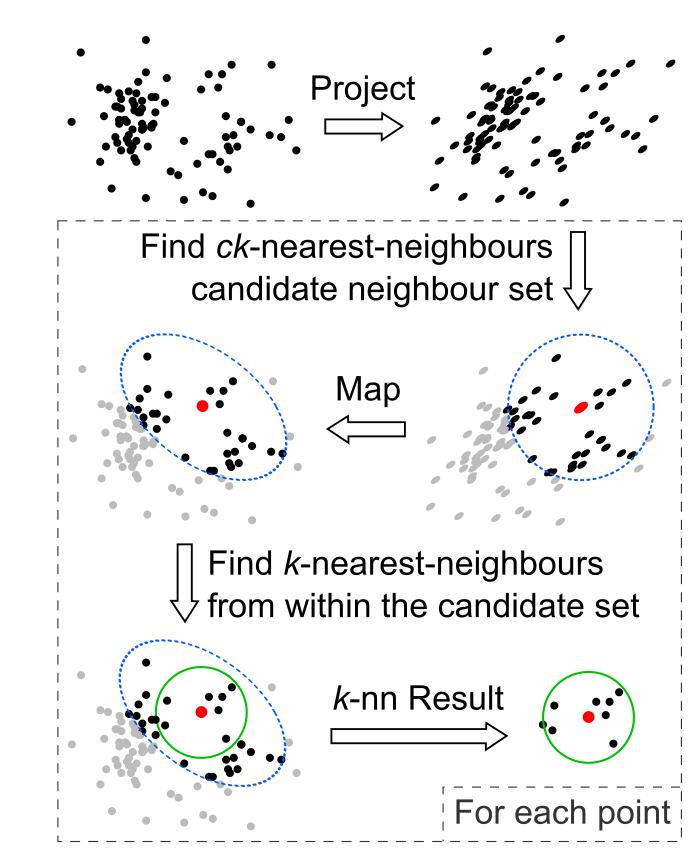 Project
Find ck-nearest-neighbours
candidate neighbour set
Map
Find k-nearest-neighbours
from within the candidate set
k-nn Result
For each point